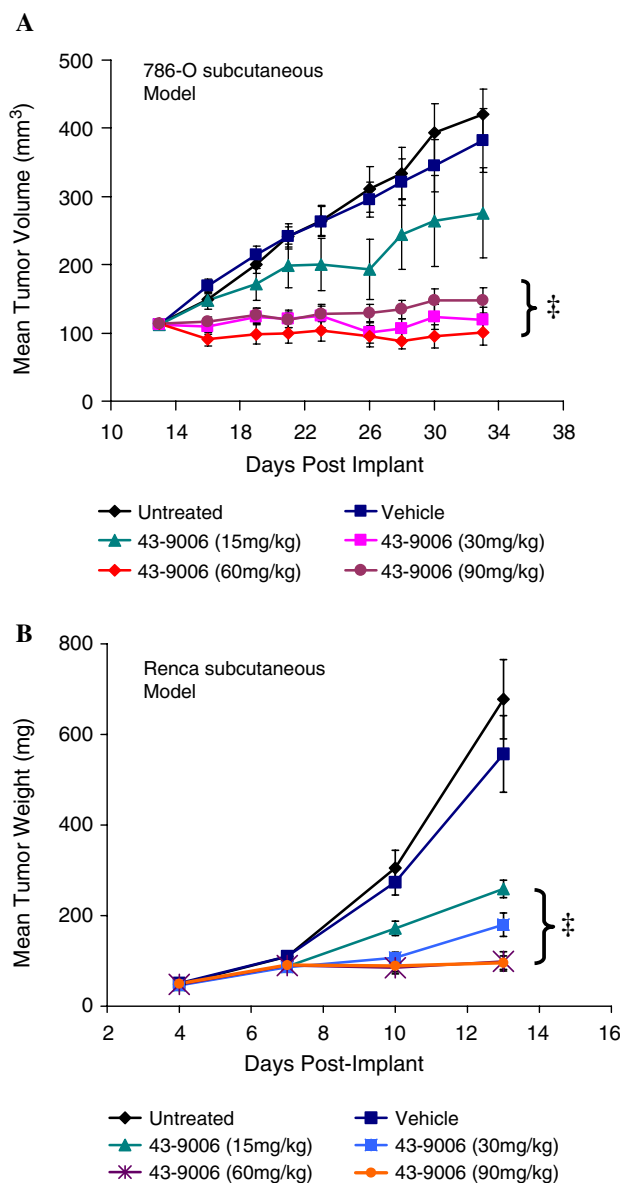 A
786-O subcutaneous
Model
Mean Tumor Volume (mm³)
500
400
300
200
100
0
‡
10 14 18 22 26 30 34 38
Days Post Implant
Untreated Vehicle
43-9006 (15mg/kg) 43-9006 (30mg/kg)
43-9006 (60mg/kg) 43-9006 (90mg/kg)
B
Renca subcutaneous
Model
Mean Tumor Weight (mg)
800
600
400
200
0
‡
2 4 6 8 10 12 14 16
Days Post-Implant
Untreated Vehicle
43-9006 (15mg/kg) 43-9006 (30mg/kg)
43-9006 (60mg/kg) 43-9006 (90mg/kg)